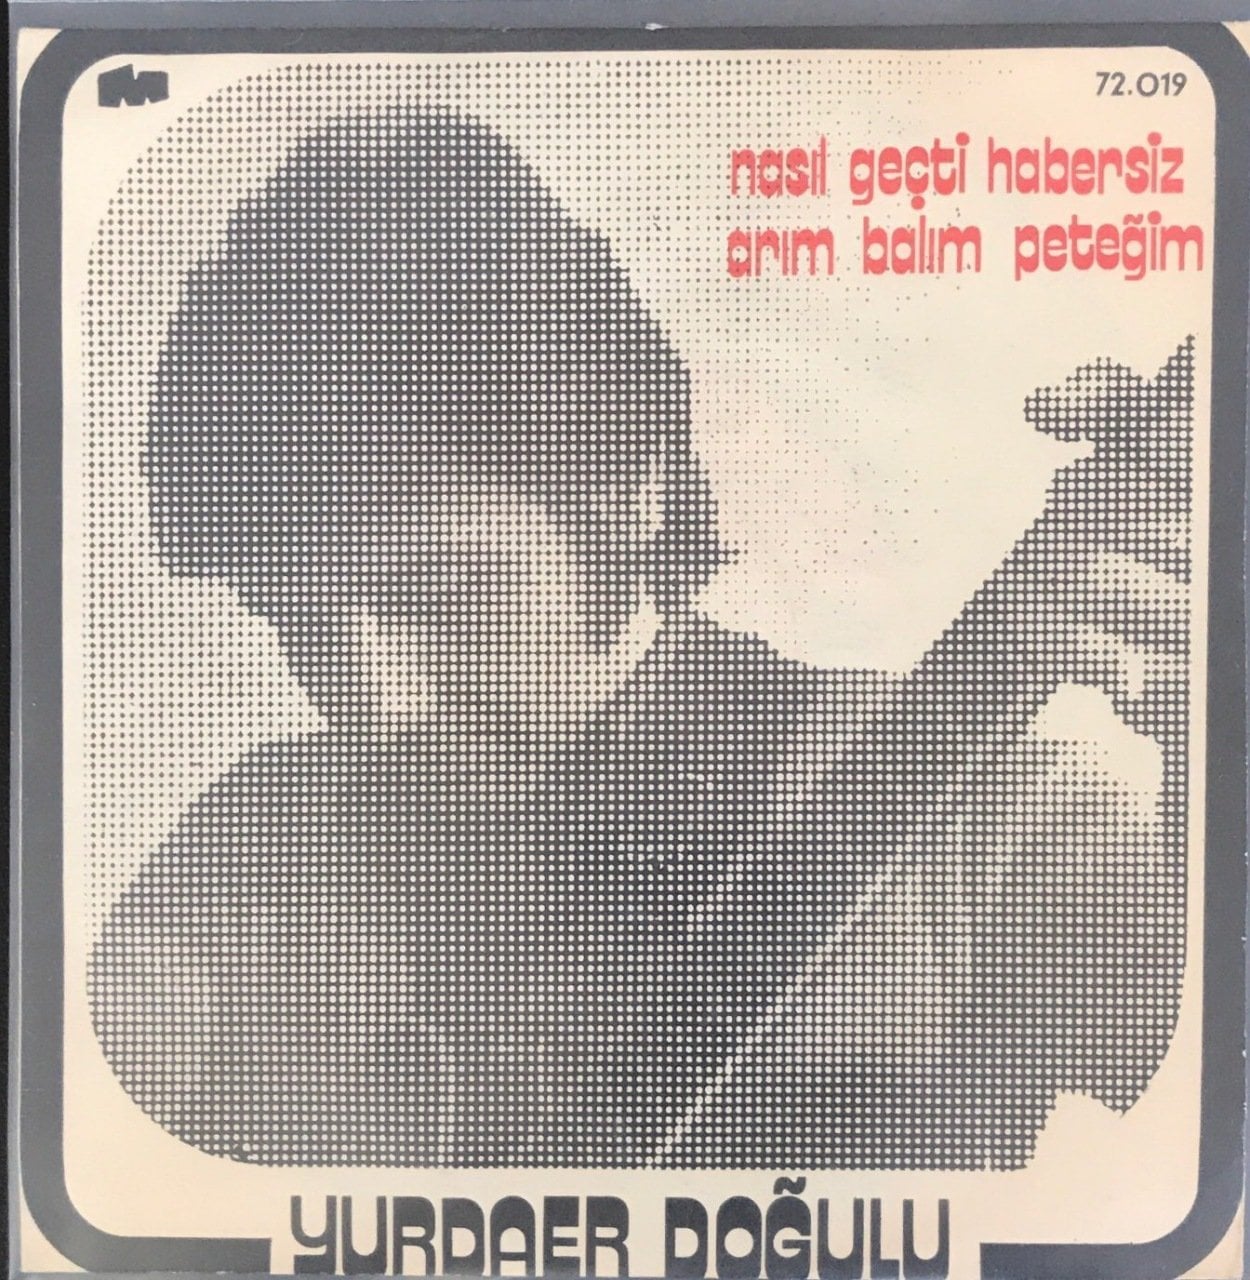 72.019
nasıl geçti habersiz
arım balım peteğim
YURDAER DOĞULU